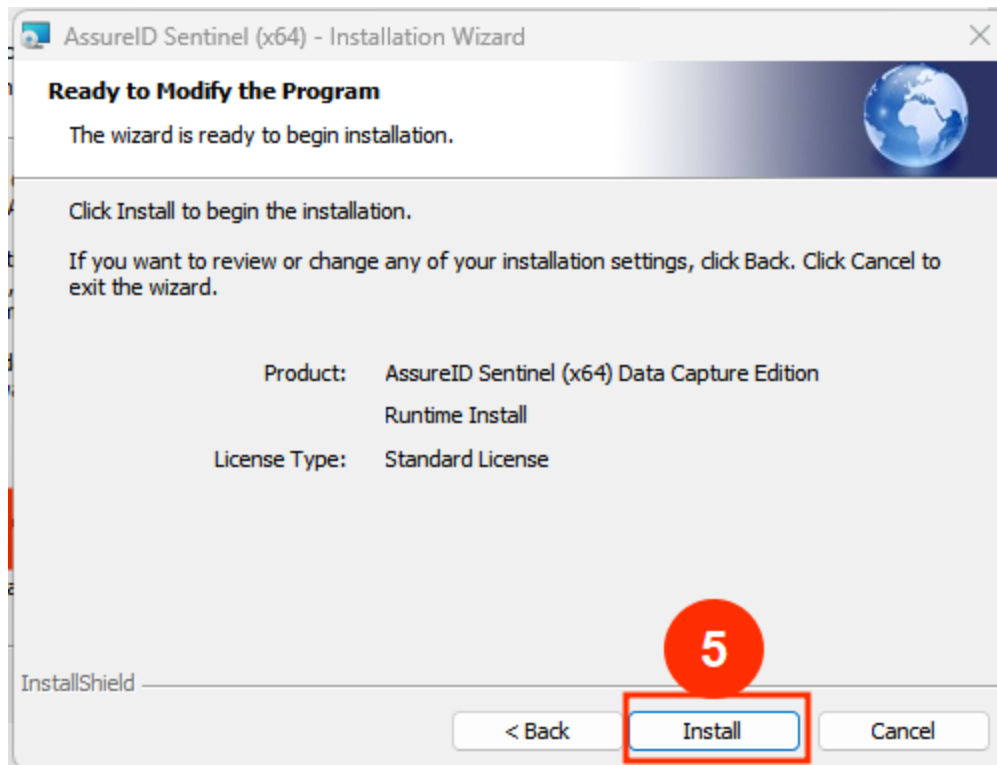 AssureID Sentinel (x64) - Installation Wizard
Ready to Modify the Program
The wizard is ready to begin installation.
Click Install to begin the installation.
If you want to review or change any of your installation settings, click Back. Click Cancel to
exit the wizard.
Product: AssureID Sentinel (x64) Data Capture Edition
Runtime Install
License Type: Standard License
5
InstallShield
< Back Install Cancel